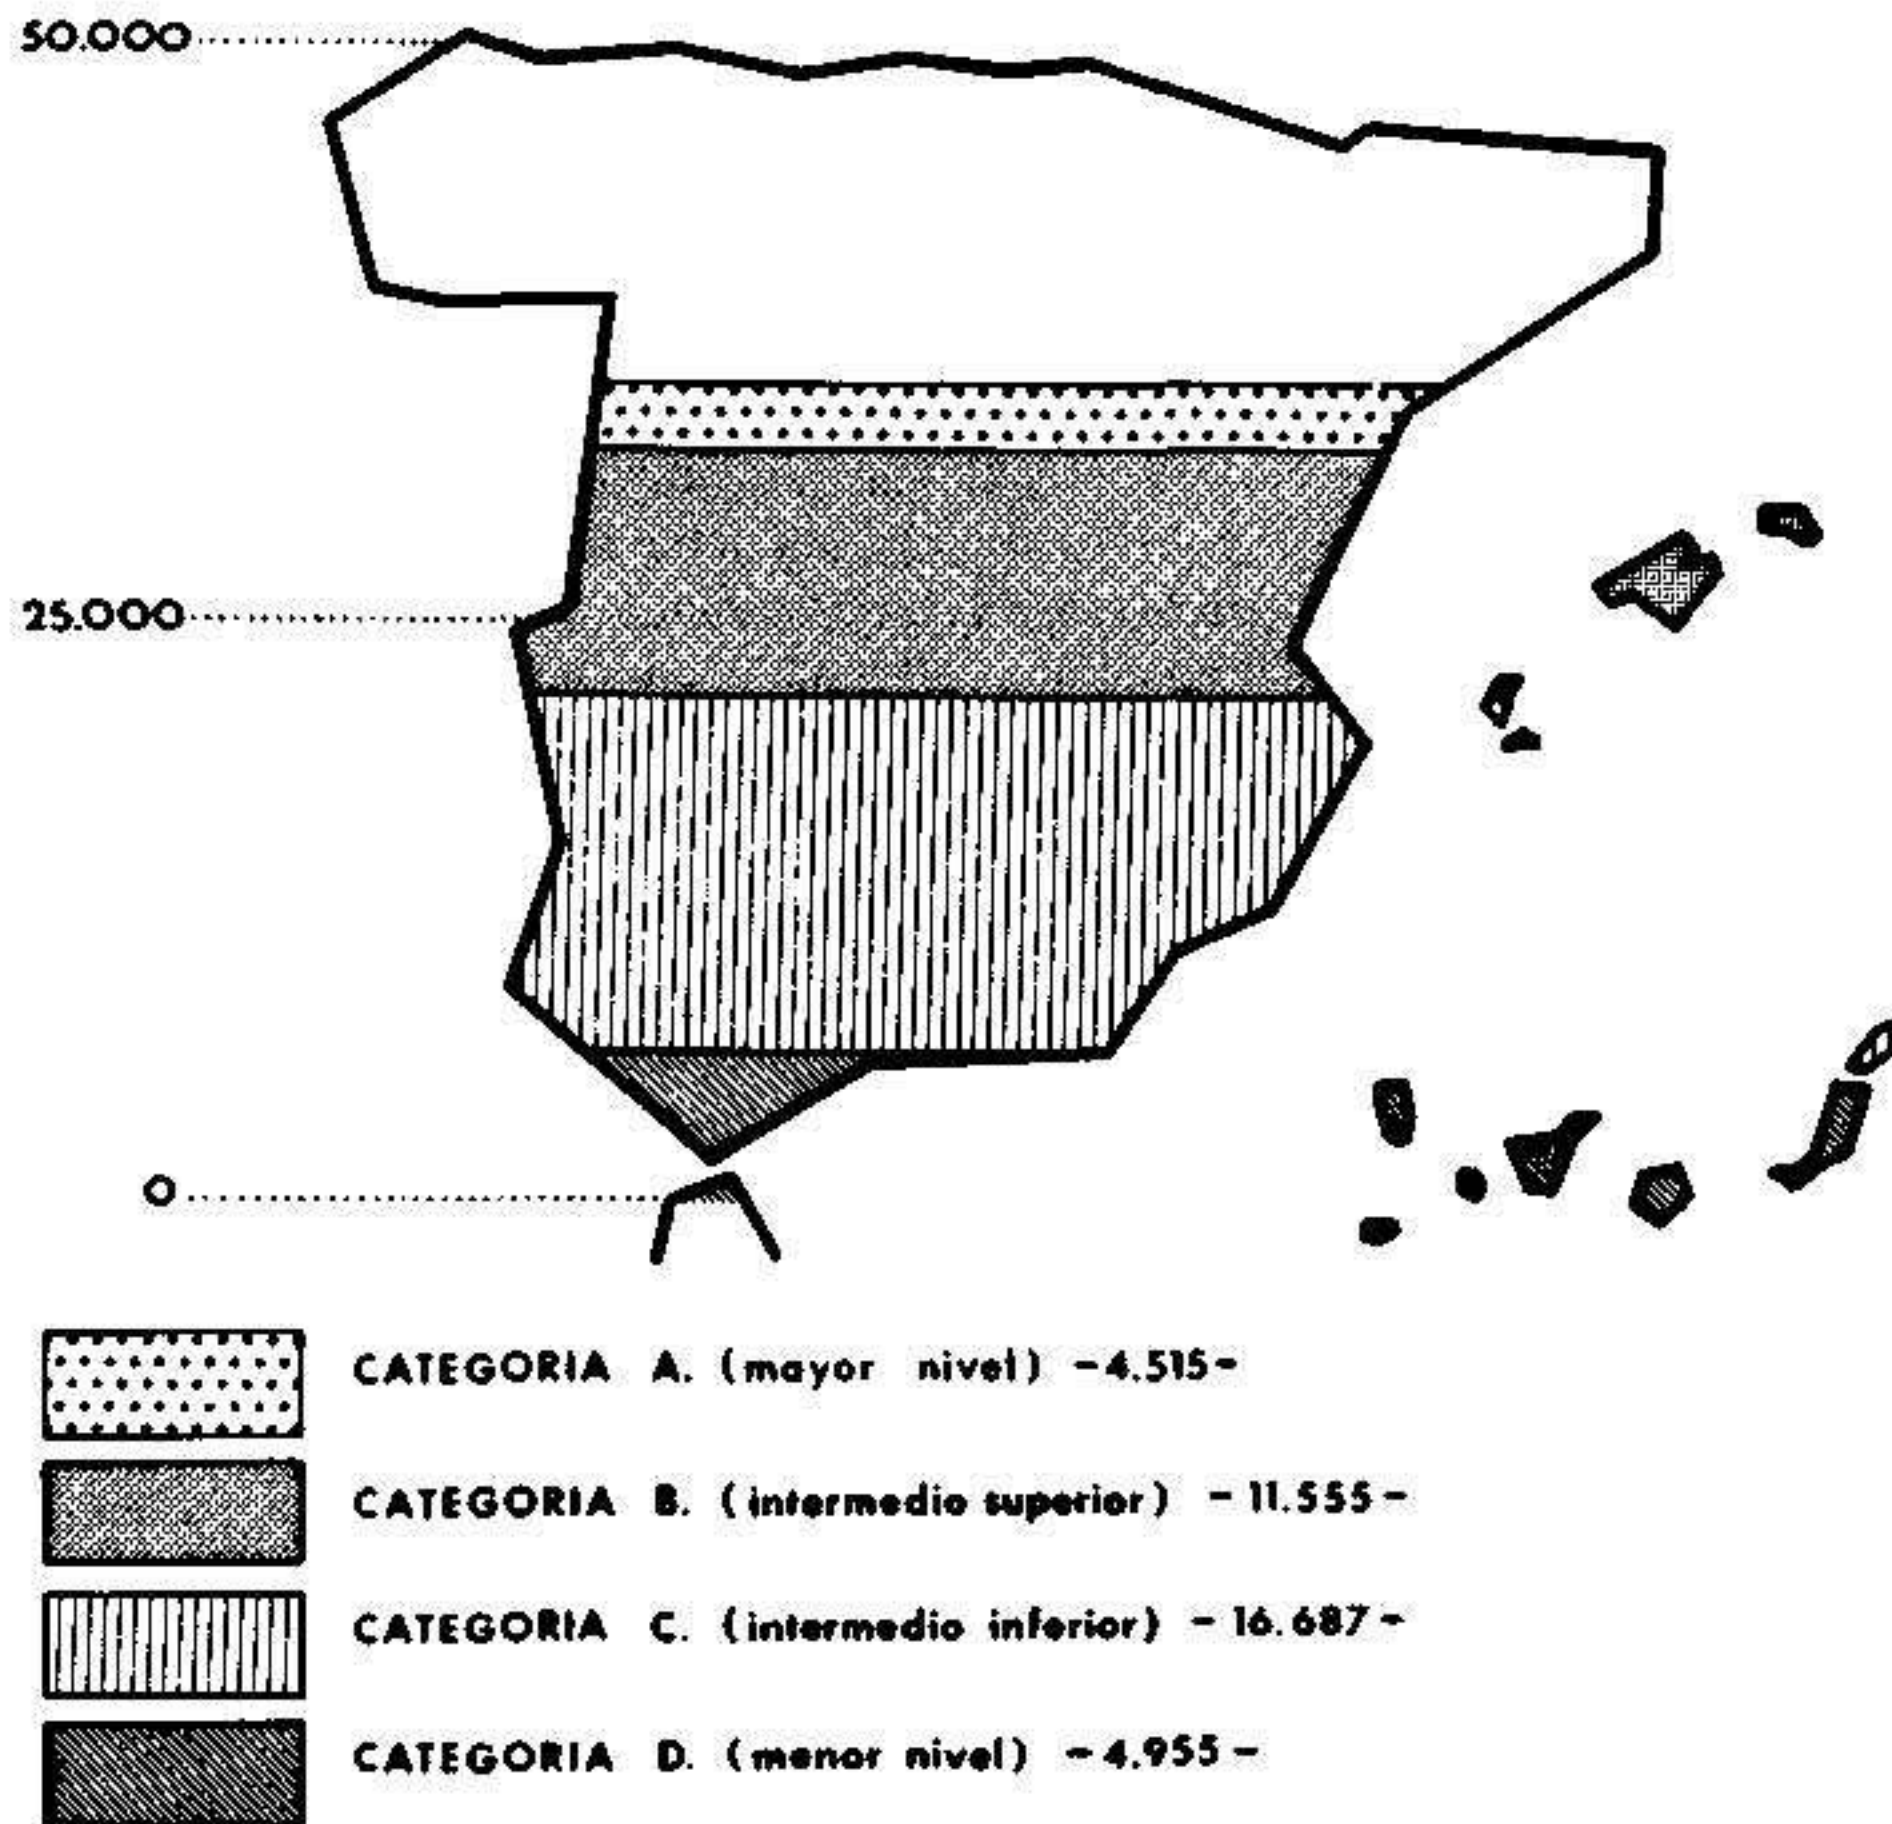 50.000
25.000
0
CATEGORIA A. (mayor nivel) -4.515-
CATEGORIA B. (intermedio superior) -11.555-
CATEGORIA C. (intermedio inferior) -16.687-
CATEGORIA D. (menor nivel) -4.955-